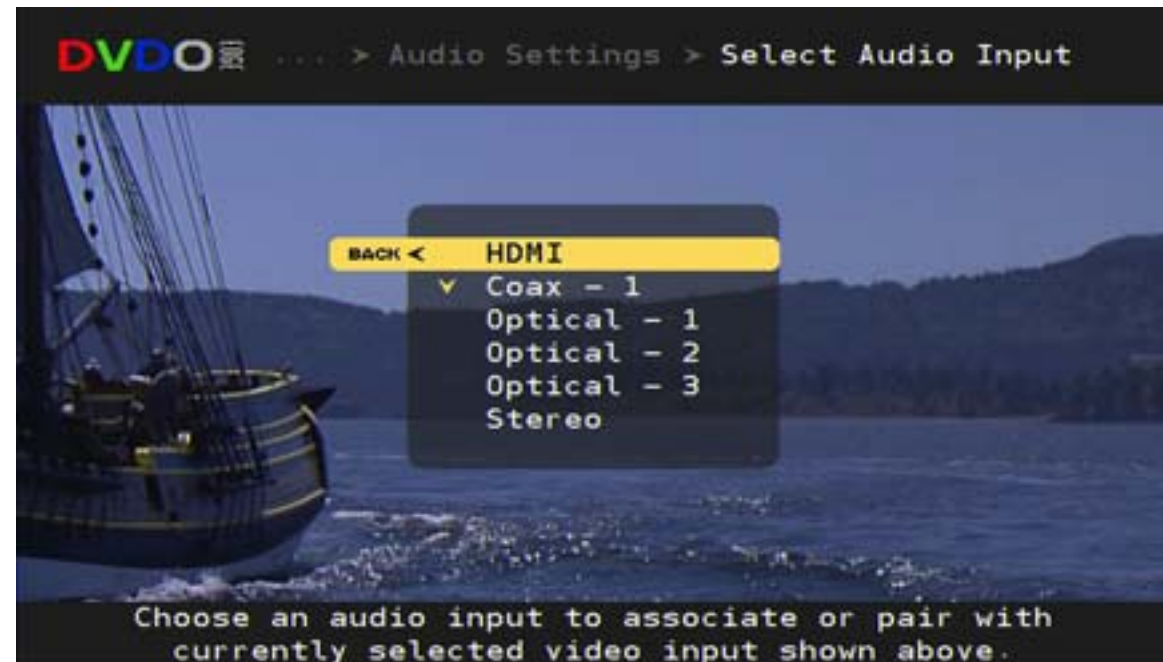 DVDO ... > Audio Settings > Select Audio Input
BACK < HDMI
Coax – 1
Optical – 1
Optical – 2
Optical – 3
Stereo
Choose an audio input to associate or pair with
currently selected video input shown above.